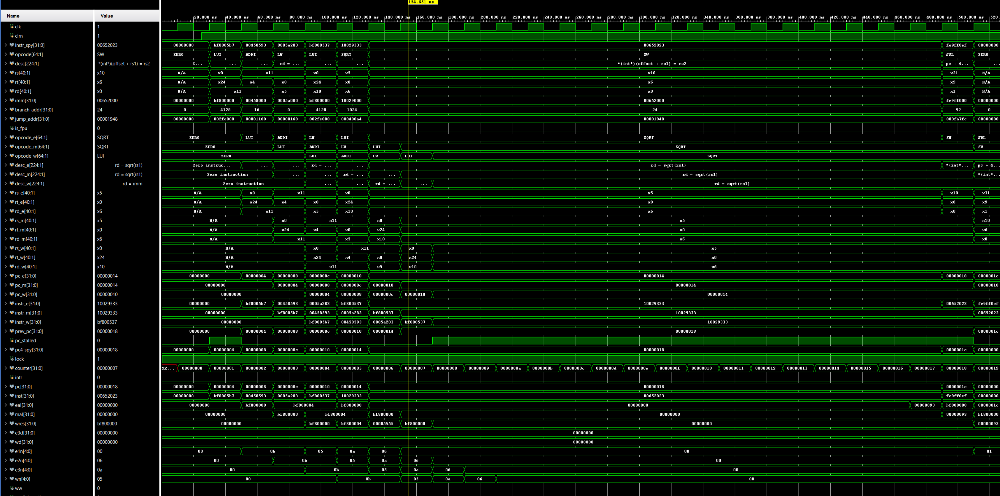 154.651 ns
Name Value 20.000 ns 40.000 ns 60.000 ns 80.000 ns 100.000 ns 120.000 ns 140.000 ns 160.000 ns 180.000 ns 200.000 ns 220.000 ns 240.000 ns 260.000 ns 280.000 ns 300.000 ns 320.000 ns 340.000 ns 360.000 ns 380.000 ns 400.000 ns 420.000 ns 440.000 ns 460.000 ns 480.000 ns 500.000 ns 520.
clk 1
clrn 1
instr_spy[31:0] 00652023 00000000 bf8005b7 00458593 0005a283 bf800537 10029333 00652023 fe9ff0ef 00000000
opcode[64:1] SW ZERO LUI ADDI LW LUI SQRT SW JAL ZERO
desc[224:1] *(int*)(offset + rs1) = rs2 Z... ... ... rd = ... ... ... *(int*)(offset + rs1) = rs2 pc + 4... ...
rs[40:1] x10 N/A x0 x11 x0 x5 x10 x31 N/A
rt[40:1] x6 N/A x24 x4 x0 x24 x0 x6 x9 N/A
rd[40:1] x0 N/A x11 x5 x10 x6 x0 x1 N/A
imm[31:0] 00652000 00000000 bf800000 00458000 0005a000 bf800000 10029000 00652000 fe9ff000 00000000
branch_addr[31:0] 24 0 -4128 16 0 -4128 1024 24 -92 0
jump_addr[31:0] 00001948 00000000 002fe000 00001160 00000168 002fe000 000400a4 00001948 003fa7fc 00000000
is_fpu 0
opcode_e[64:1] SQRT ZERO LUI ADDI LW LUI SQRT SW JAL
opcode_m[64:1] SQRT ZERO LUI ADDI LW LUI SQRT SW
opcode_w[64:1] LUI ZERO LUI ADDI LW LUI SQRT
desc_e[224:1] rd = sqrt(rs1) Zero instruc... ... ... rd = ... ... rd = sqrt(rs1) *(int*... pc + 4...
desc_m[224:1] rd = sqrt(rs1) Zero instruction ... ... rd = ... ... rd = sqrt(rs1) *(int*...
desc_w[224:1] rd = imm Zero instruction ... ... rd = ... ... rd = sqrt(rs1)
rs_e[40:1] x5 N/A x0 x11 x0 x5 x10 x31
rt_e[40:1] x0 N/A x24 x4 x0 x24 x0 x6 x9
rd_e[40:1] x6 N/A x11 x5 x10 x6 x0 x1
rs_m[40:1] x5 N/A x0 x11 x0 x5 x10
rt_m[40:1] x0 N/A x24 x4 x0 x24 x0 x6
rd_m[40:1] x6 N/A x11 x5 x10 x6 x0
rs_w[40:1] x0 N/A x0 x11 x0 x5
rt_w[40:1] x24 N/A x24 x4 x0 x24 x0
rd_w[40:1] x10 N/A x11 x5 x10 x6
pc_e[31:0] 00000014 00000000 00000004 00000008 0000000c 00000010 00000014 00000018 0000001c
pc_m[31:0] 00000014 00000000 00000004 00000008 0000000c 00000010 00000014 00000018
pc_w[31:0] 00000010 00000000 00000004 00000008 0000000c 00000010 00000014
instr_e[31:0] 10029333 00000000 bf8005b7 00458593 0005a283 bf800537 10029333 00652023 fe9ff0ef
instr_m[31:0] 10029333 00000000 bf8005b7 00458593 0005a283 bf800537 10029333 00652023
instr_w[31:0] bf800537 00000000 bf8005b7 00458593 0005a283 bf800537 10029333
prev_pc[31:0] 00000018 00000000 00000004 00000008 0000000c 00000010 00000014 00000018 0000001c
pc_stalled 0
pc4_spy[31:0] 00000018 00000000 00000004 00000008 0000000c 00000010 00000014 00000018 0000001c 00000000
lock 1
counter[31:0] 00000007 XX... 00000000 00000001 00000002 00000003 00000004 00000005 00000006 00000007 00000008 00000009 0000000a 0000000b 0000000c 0000000d 0000000e 0000000f 00000010 00000011 00000012 00000013 00000014 00000015 00000016 00000017 00000018 00000019
intr 0
pc[31:0] 00000018 00000000 00000004 00000008 0000000c 00000010 00000014 00000018 0000001c 00000000
inst[31:0] 00652023 00000000 bf8005b7 00458593 0005a283 bf800537 10029333 00652023 fe9ff0ef 00000000
eal[31:0] 00000000 00000000 bf800000 bf800004 bf800000 00000000 00000093 bf800000 0000001c
mal[31:0] 00000000 00000000 bf800000 bf800004 bf800000 00000000 00000093 bf800000
wres[31:0] bf800000 00000000 bf800000 bf800004 00005555 bf800000 00000000 00000093
e3d[31:0] 00000000 00000000
wd[31:0] 00000000 00000000
e1n[4:0] 00 00 0b 05 0a 06 00 01
e2n[4:0] 06 00 0b 05 0a 06 00
e3n[4:0] 0a 00 0b 05 0a 06 00
wn[4:0] 05 00 0b 05 0a 06 00
ww 0